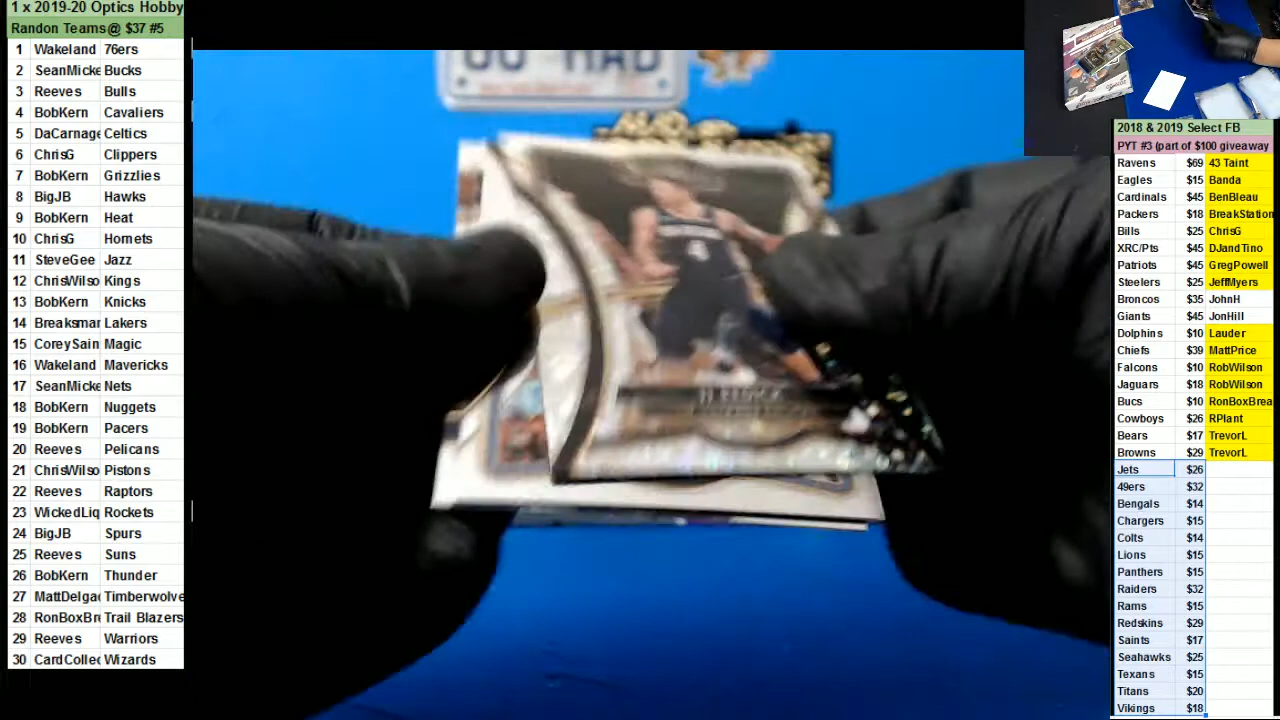 1 x 2019-20 Optics Hobby
Randon Teams@ $37 #5
1 Wakeland 76ers
2 SeanMicke Bucks
3 Reeves Bulls
4 BobKern Cavaliers
5 DaCarnage Celtics
6 ChrisG Clippers
7 BobKern Grizzlies
8 BigJB Hawks
9 BobKern Heat
10 ChrisG Hornets
11 SteveGee Jazz
12 ChrisWilso Kings
13 BobKern Knicks
14 Breaksmar Lakers
15 CoreySain Magic
16 Wakeland Mavericks
17 SeanMicke Nets
18 BobKern Nuggets
19 BobKern Pacers
20 Reeves Pelicans
21 ChrisWilso Pistons
22 Reeves Raptors
23 WickedLiq Rockets
24 BigJB Spurs
25 Reeves Suns
26 BobKern Thunder
27 MattDelgac Timberwolve
28 RonBoxBr Trail Blazers
29 Reeves Warriors
30 CardCollec Wizards
4
JJ REDICK
2018 & 2019 Select FB
PYT #3 (part of $100 giveaway
Ravens $69 43 Taint
Eagles $15 Banda
Cardinals $45 BenBleau
Packers $18 BreakStation
Bills $25 ChrisG
XRC/Pts $45 DJandTino
Patriots $45 GregPowell
Steelers $25 JeffMyers
Broncos $35 JohnH
Giants $45 JonHill
Dolphins $10 Lauder
Chiefs $39 MattPrice
Falcons $10 RobWilson
Jaguars $18 RobWilson
Bucs $10 RonBoxBrea
Cowboys $26 RPlant
Bears $17 TrevorL
Browns $29 TrevorL
Jets $26
49ers $32
Bengals $14
Chargers $15
Colts $14
Lions $15
Panthers $15
Raiders $32
Rams $15
Redskins $29
Saints $17
Seahawks $25
Texans $15
Titans $20
Vikings $18